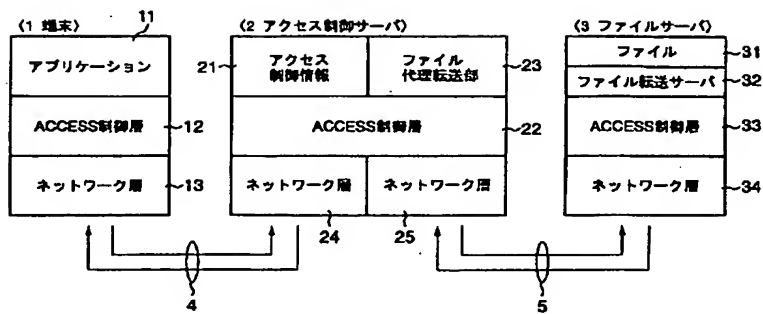 〈1 端末〉
11
アプリケーション
ACCESS制御層
12
ネットワーク層
13
〈2 アクセス制御サーバ〉
21
アクセス
制御情報
ファイル
代理転送部
23
ACCESS制御層
22
ネットワーク層
ネットワーク層
24
25
〈3 ファイルサーバ〉
ファイル
31
ファイル転送サーバ
32
ACCESS制御層
33
ネットワーク層
34
4
5